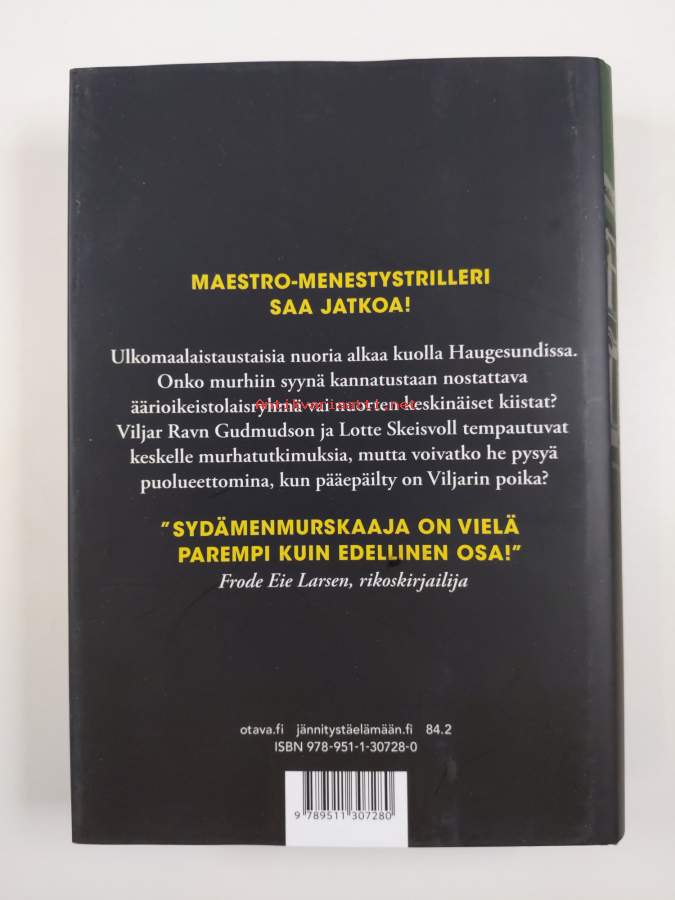 MAESTRO-MENESTYSTRILLERI
SAA JATKOA!
Ulkomaalaistaustaisia nuoria alkaa kuolla Haugesundissa.
Onko murhiin syynä kannatustaan nostattava
äärioikeistolaisryhmä vai nuorten keskinäiset kiistat?
Antikvariaatti.net
Viljar Ravn Gudmudson ja Lotte Skeisvoll tempautuvat
keskelle murhatutkimuksia, mutta voivatko he pysyä
puolueettomina, kun pääepäilty on Viljarin poika?
”SYDÄMENMURSKAAJA ON VIELÄ
PAREMPI KUIN EDELLINEN OSA!”
Frode Eie Larsen, rikoskirjailija
otava.fi jännitystäelämään.fi 84.2
ISBN 978-951-1-30728-0
9 789511 307280